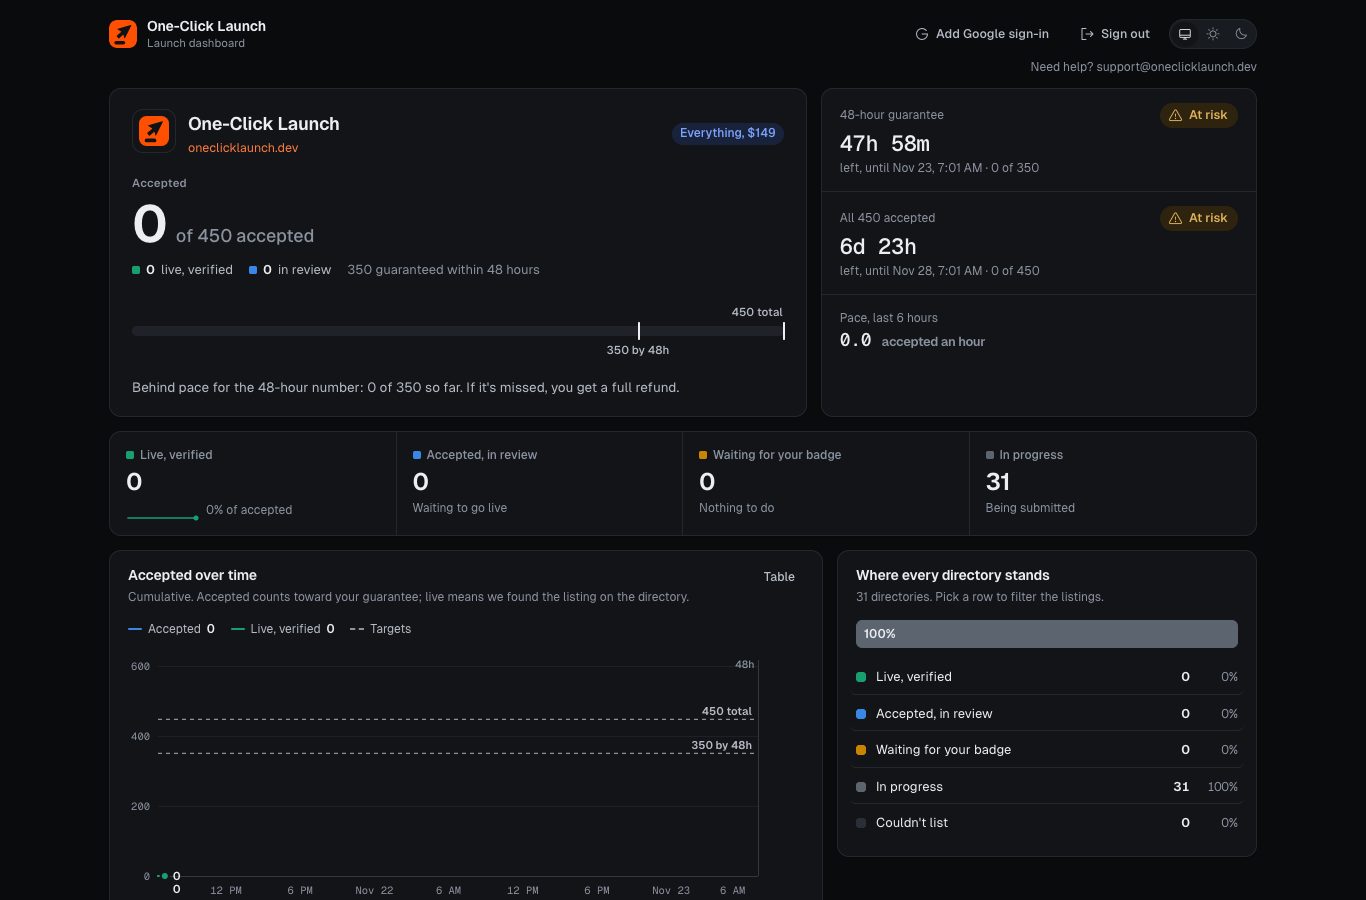 One-Click Launch
Launch dashboard
Add Google sign-in
Sign out
Need help? support@oneclicklaunch.dev
One-Click Launch
oneclicklaunch.dev
Everything, $149
Accepted
0 of 450 accepted
0 live, verified
0 in review
350 guaranteed within 48 hours
450 total
350 by 48h
Behind pace for the 48-hour number: 0 of 350 so far. If it's missed, you get a full refund.
48-hour guarantee
At risk
47h 58m
left, until Nov 23, 7:01 AM · 0 of 350
All 450 accepted
At risk
6d 23h
left, until Nov 28, 7:01 AM · 0 of 450
Pace, last 6 hours
0.0 accepted an hour
Live, verified
0
0% of accepted
Accepted, in review
0
Waiting to go live
Waiting for your badge
0
Nothing to do
In progress
31
Being submitted
Accepted over time
Table
Cumulative. Accepted counts toward your guarantee; live means we found the listing on the directory.
Accepted 0
Live, verified 0
Targets
600
48h
450 total
400
350 by 48h
200
0
0
0
12 PM
6 PM
Nov 22
6 AM
12 PM
6 PM
Nov 23
6 AM
Where every directory stands
31 directories. Pick a row to filter the listings.
100%
Live, verified 0 0%
Accepted, in review 0 0%
Waiting for your badge 0 0%
In progress 31 100%
Couldn't list 0 0%